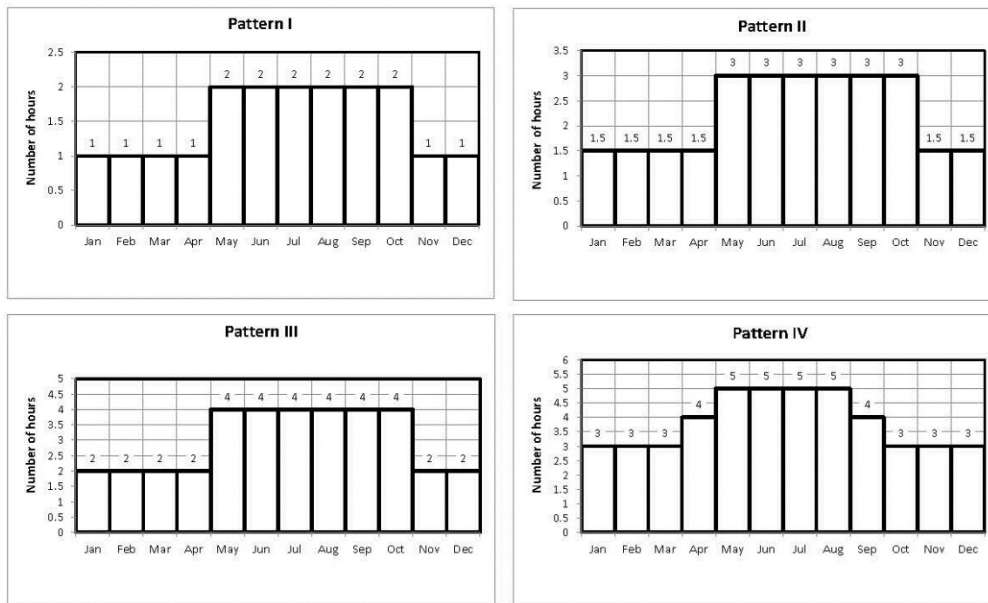 Pattern I
Number of hours
2.5
2
1.5
1
0.5
0
1 1 1 1 2 2 2 2 2 2 1 1
Jan Feb Mar Apr May Jun Jul Aug Sep Oct Nov Dec
Pattern II
Number of hours
3.5
3
2.5
2
1.5
1
0.5
0
1.5 1.5 1.5 1.5 3 3 3 3 3 3 1.5 1.5
Jan Feb Mar Apr May Jun Jul Aug Sep Oct Nov Dec
Pattern III
Number of hours
5
4.5
4
3.5
3
2.5
2
1.5
1
0.5
0
2 2 2 2 4 4 4 4 4 4 2 2
Jan Feb Mar Apr May Jun Jul Aug Sep Oct Nov Dec
Pattern IV
Number of hours
6
5.5
5
4.5
4
3.5
3
2.5
2
1.5
1
0.5
0
3 3 3 4 5 5 5 5 4 3 3 3
Jan Feb Mar Apr May Jun Jul Aug Sep Oct Nov Dec